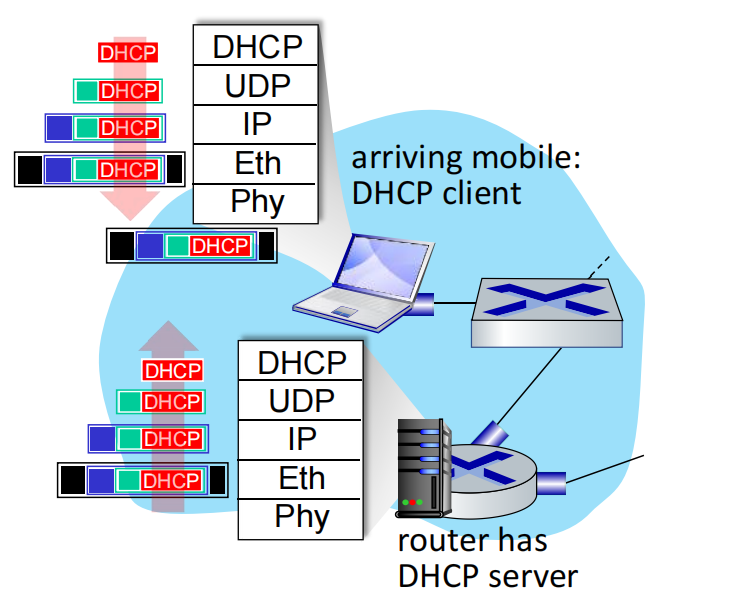 DHCP
DHCP
DHCP
DHCP
DHCP
DHCP
UDP
IP
Eth
Phy
arriving mobile:
DHCP client
DHCP
DHCP
DHCP
DHCP
DHCP
UDP
IP
Eth
Phy
router has
DHCP server